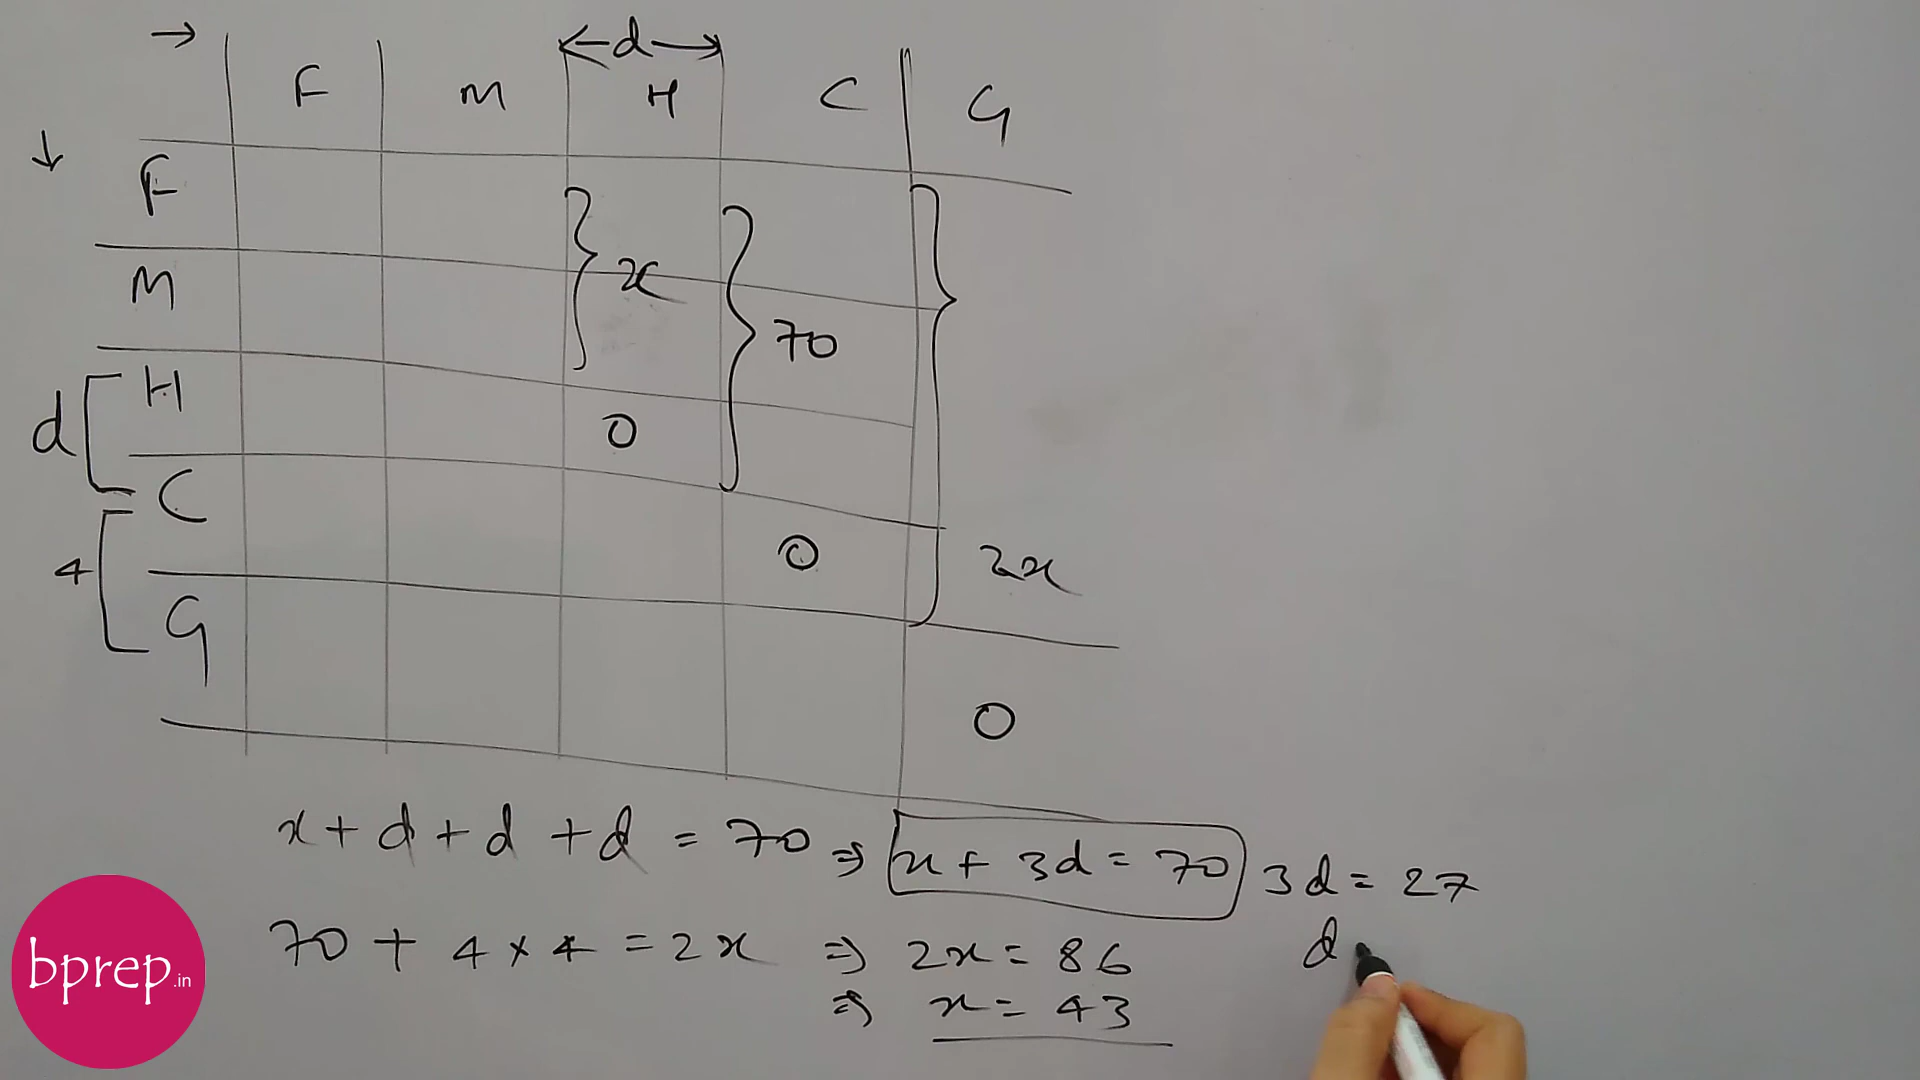 → F M ←d→ H C G
↓ F
M x
70
d H 0
C
4 0 2x
G
0
x + d + d + d = 70 ⇒ x + 3d = 70 3d = 27
70 + 4 × 4 = 2x ⇒ 2x = 86 d
⇒ x = 43
bprep.in